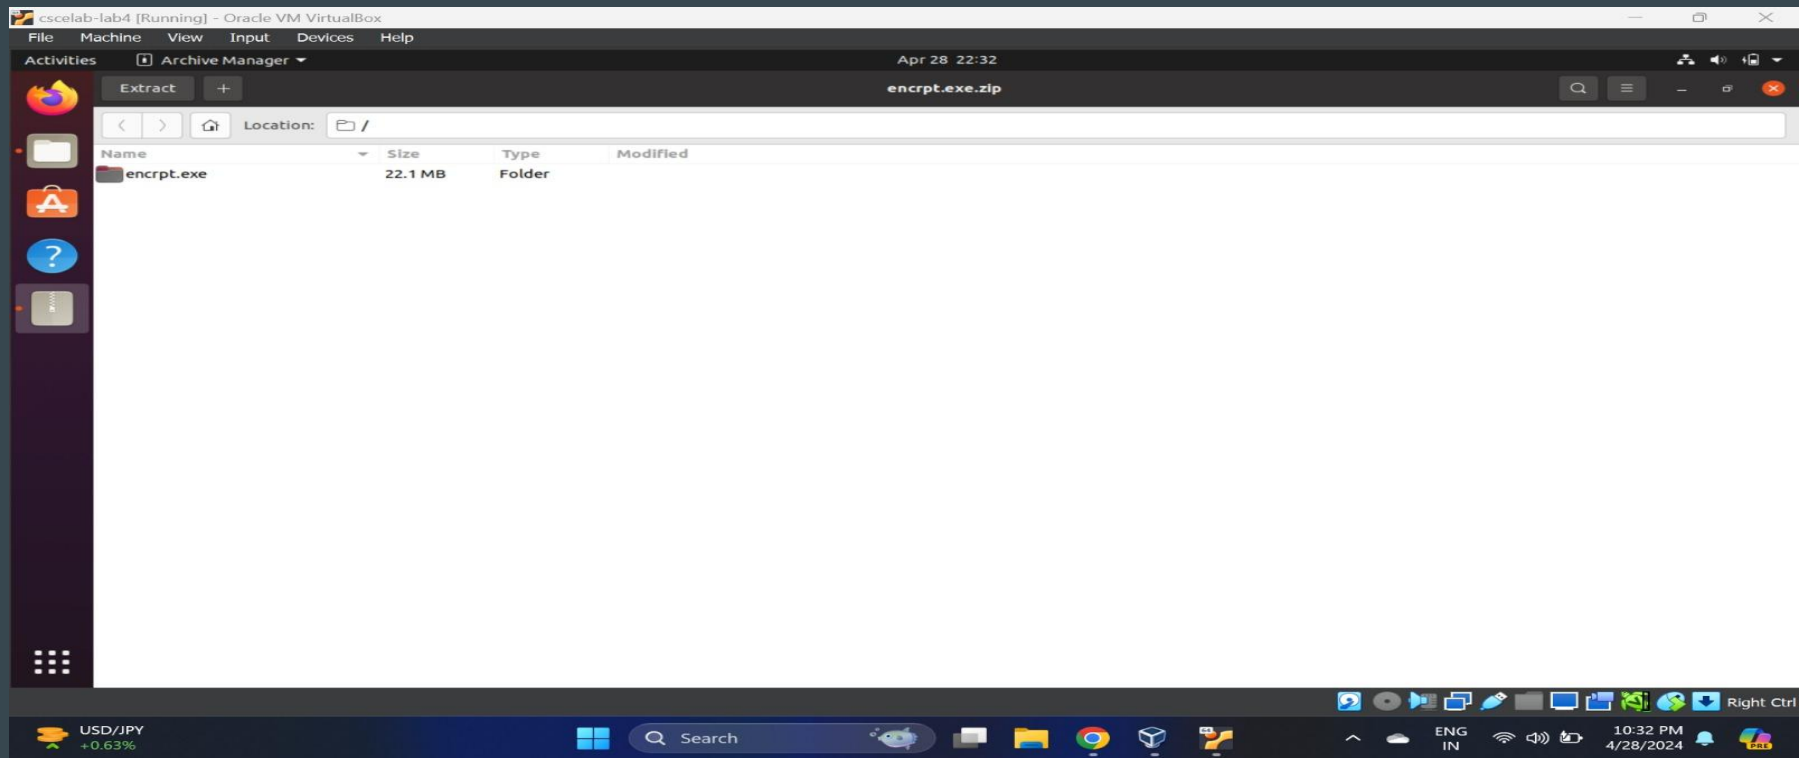 cscelab-lab4 [Running] - Oracle VM VirtualBox
File Machine View Input Devices Help
Activities Archive Manager Apr 28 22:32
Extract + encrpt.exe.zip
Location: /
Name Size Type Modified
encrpt.exe 22.1 MB Folder
Right Ctrl
USD/JPY
+0.63%
Search
ENG
IN
10:32 PM
4/28/2024
PRE